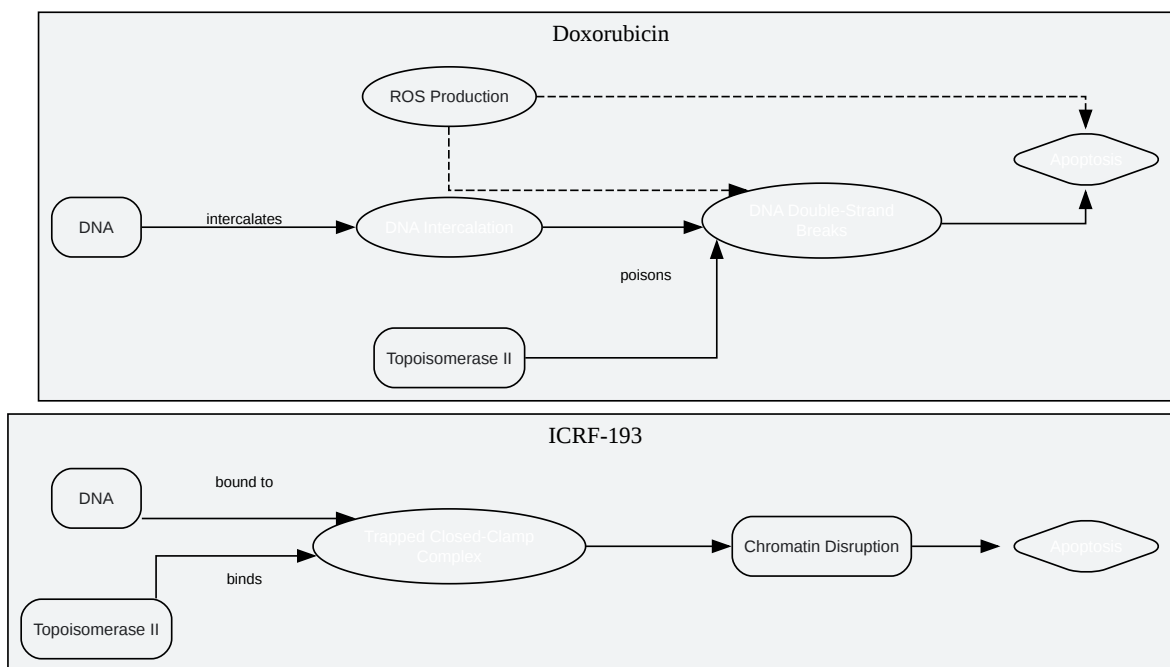 Doxorubicin
ROS Production
Apoptosis
DNA
intercalates
DNA Intercalation
DNA Double-Strand
Breaks
poisons
Topoisomerase II
ICRF-193
DNA
bound to
Trapped Closed-Clamp
Complex
Chromatin Disruption
Apoptosis
binds
Topoisomerase II